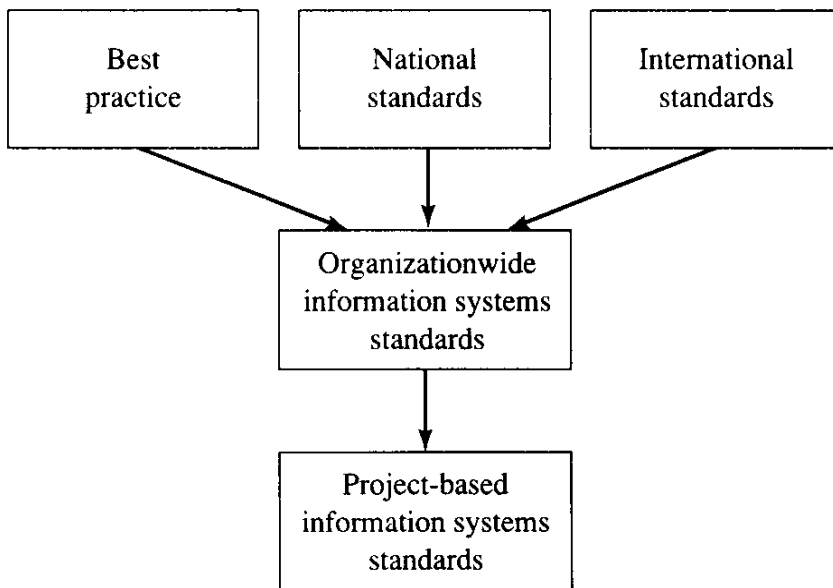 Best
practice
National
standards
International
standards
Organizationwide
information systems
standards
Project-based
information systems
standards